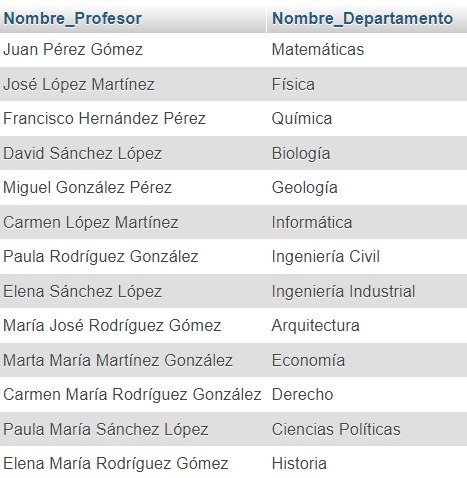 Nombre_Profesor Nombre_Departamento
Juan Pérez Gómez Matemáticas
José López Martínez Física
Francisco Hernández Pérez Química
David Sánchez López Biología
Miguel González Pérez Geología
Carmen López Martínez Informática
Paula Rodríguez González Ingeniería Civil
Elena Sánchez López Ingeniería Industrial
María José Rodríguez Gómez Arquitectura
Marta María Martínez González Economía
Carmen María Rodríguez González Derecho
Paula María Sánchez López Ciencias Políticas
Elena María Rodríguez Gómez Historia